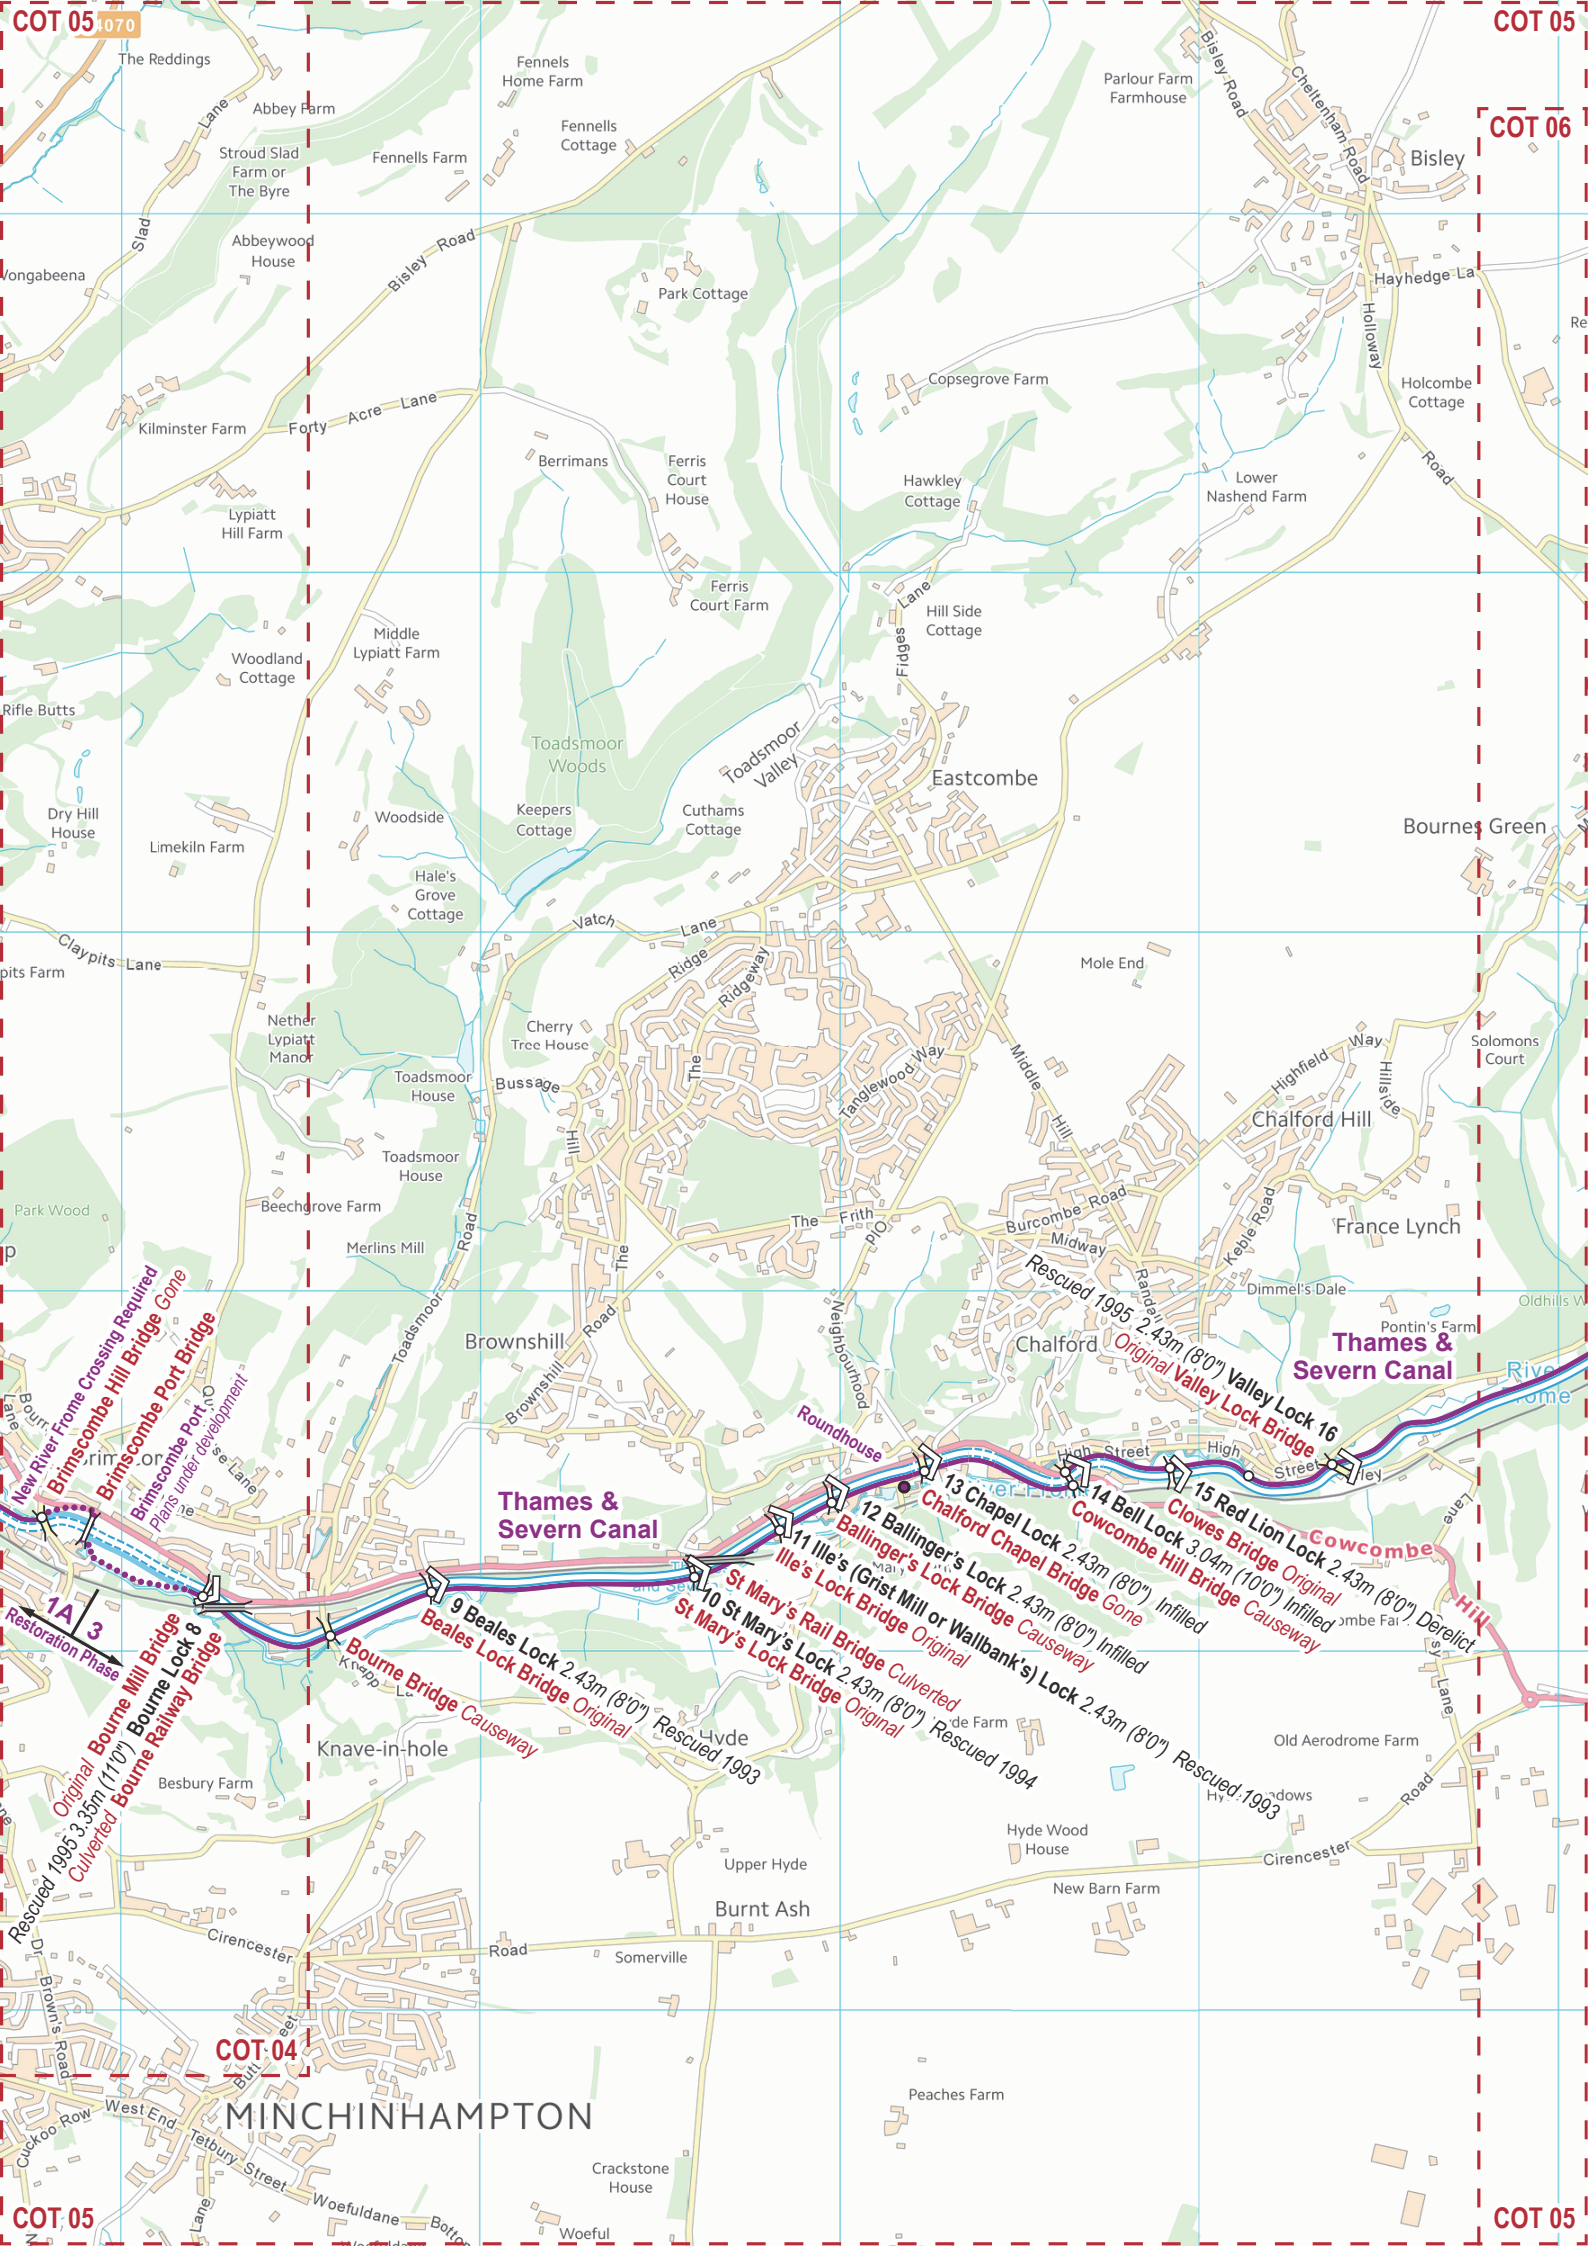 COT 05
4070
COT 05
The Reddings
Fennels
Home Farm
Parlour Farm
Farmhouse
Bisley Road
Cheltenham Road
COT 06
Lane
Abbey Farm
Fennells
Cottage
Stroud Slad
Farm or
The Byre
Fennells Farm
Bisley
Slad
Abbeywood
House
Bisley Road
Vongabeena
Park Cottage
Hayhedge La
Holloway
Re
Copsegrove Farm
Holcombe
Cottage
Kilminster Farm
Forty Acre Lane
Berrimans
Ferris
Court
House
Hawkley
Cottage
Lower
Nashend Farm
Road
Lypiatt
Hill Farm
Ferris
Court Farm
Lane
Fidges
Hill Side
Cottage
Middle
Lypiatt Farm
Woodland
Cottage
Rifle Butts
Toadsmoor
Woods
Toadsmoor
Valley
Eastcombe
Dry Hill
House
Woodside
Keepers
Cottage
Cuthams
Cottage
Bournes Green
Limekiln Farm
Hale's
Grove
Cottage
Vatch Lane
Claypits Lane
pits Farm
Ridge
Ridgeway
The
Mole End
Nether
Lypiatt
Manor
Cherry
Tree House
Tanglewood Way
Middle Hill
Highfield Way
Hillside
Solomons
Court
Toadsmoor
House
Bussage
Hill
Chalford Hill
Toadsmoor
House
Park Wood
Beechgrove Farm
Merlins Mill
Toadsmoor Road
The
The Frith
Old
Neighbourhood
Burcombe Road
Midway
Randall
Keble Road
France Lynch
Dimmel's Dale
Oldhills W
Pontin's Farm
p
Brownshill
Brownshill Road
Chalford
New River Frome Crossing Required
Brimscombe Hill Bridge Gone
Brimscombe Port Bridge
Brimscombe Port
Plans under development
Rescued 1995 2.43m (8'0") Valley Lock 16
Original Valley Lock Bridge
Thames &
Severn Canal
Roundhouse
High Street
High
Street
Thames &
Severn Canal
1A
3
Restoration Phase
Original Bourne Mill Bridge
Rescued 1995 3.35m (11'0") Bourne Lock 8
Culverted Bourne Railway Bridge
Bourne Bridge Causeway
9 Beales Lock 2.43m (8'0") Rescued 1993
Beales Lock Bridge Original
St Mary's Rail Bridge Culverted
10 St Mary's Lock 2.43m (8'0") Rescued 1994
St Mary's Lock Bridge Original
11 Ille's (Grist Mill or Wallbank's) Lock 2.43m (8'0") Rescued 1993
Ille's Lock Bridge Original
12 Ballinger's Lock 2.43m (8'0") Infilled
Ballinger's Lock Bridge Causeway
13 Chapel Lock 2.43m (8'0") Infilled
Chalford Chapel Bridge Gone
14 Bell Lock 3.04m (10'0") Infilled
Cowcombe Hill Bridge Causeway
15 Red Lion Lock 2.43m (8'0") Derelict
Clowes Bridge Original
Cowcombe Hill
Lane
Lane
Knapp La
Knave-in-hole
Hyde
Besbury Farm
Old Aerodrome Farm
Hyde Wood
House
Upper Hyde
Road
Cirencester
New Barn Farm
Burnt Ash
Cirencester
Road
Somerville
Dr Brown's Road
COT 04
MINCHINHAMPTON
West End
Cuckoo Row
Tetbury Street
Peaches Farm
Crackstone
House
Woefuldane Bottom
Lane
Woeful
COT 05
COT 05